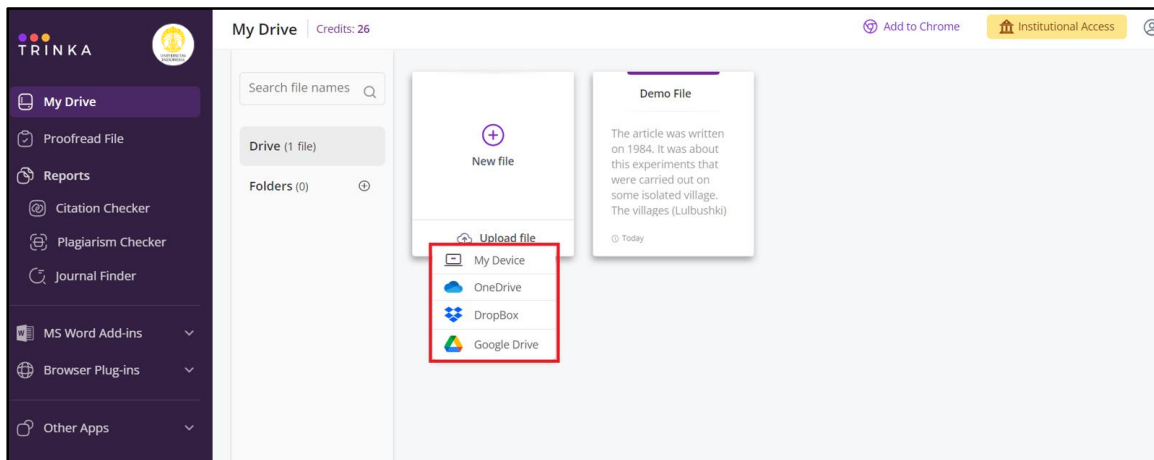 TRINKA
UNIVERSITAS
INDONESIA
My Drive
Proofread File
Reports
Citation Checker
Plagiarism Checker
Journal Finder
MS Word Add-ins
Browser Plug-ins
Other Apps
My Drive Credits: 26
Add to Chrome
Institutional Access
Search file names
Drive (1 file)
Folders (0)
New file
Upload file
My Device
OneDrive
DropBox
Google Drive
Demo File
The article was written
on 1984. It was about
this experiments that
were carried out on
some isolated village.
The villages (Lulbushki)
Today